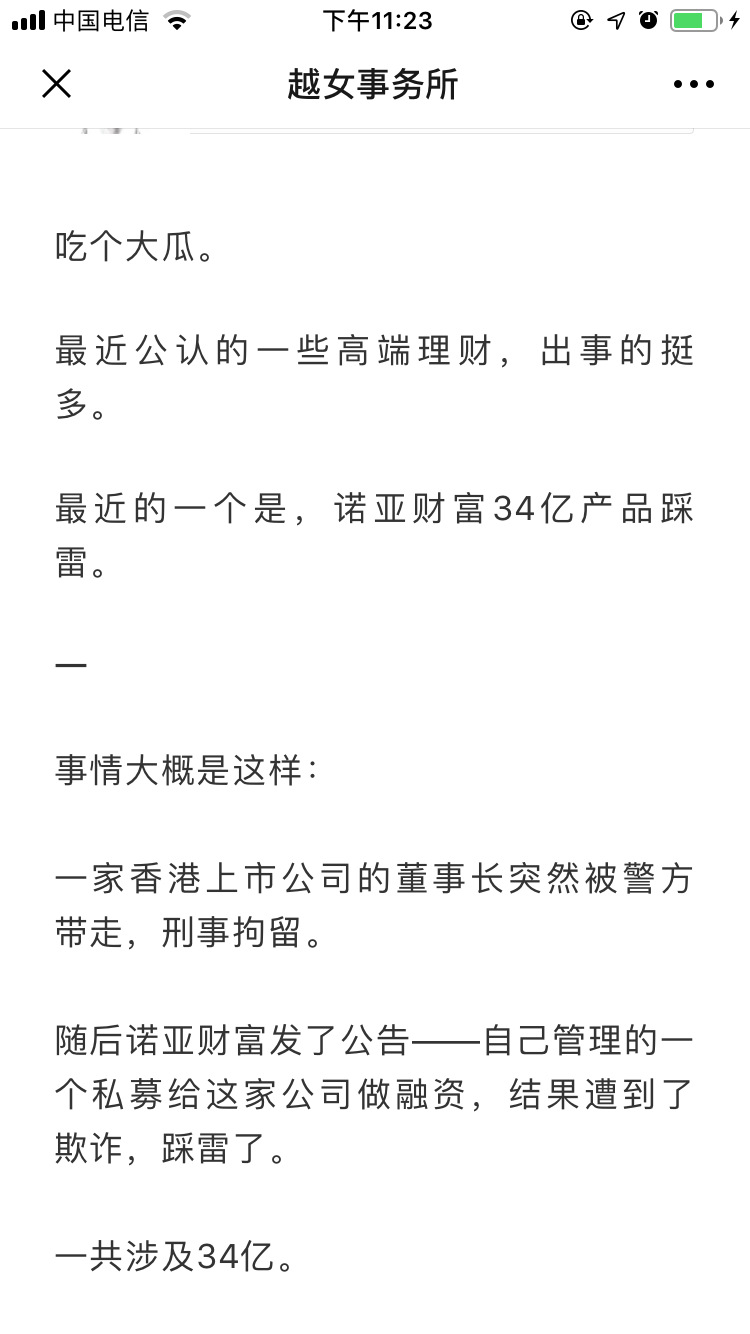 中国电信
下午11:23
越女事务所
吃个大瓜。
最近公认的一些高端理财，出事的挺
多。
最近的一个是，诺亚财富34亿产品踩
雷。
一
事情大概是这样：
一家香港上市公司的董事长突然被警方
带走，刑事拘留。
随后诺亚财富发了公告——自己管理的一
个私募给这家公司做融资，结果遭到了
欺诈，踩雷了。
一共涉及34亿。